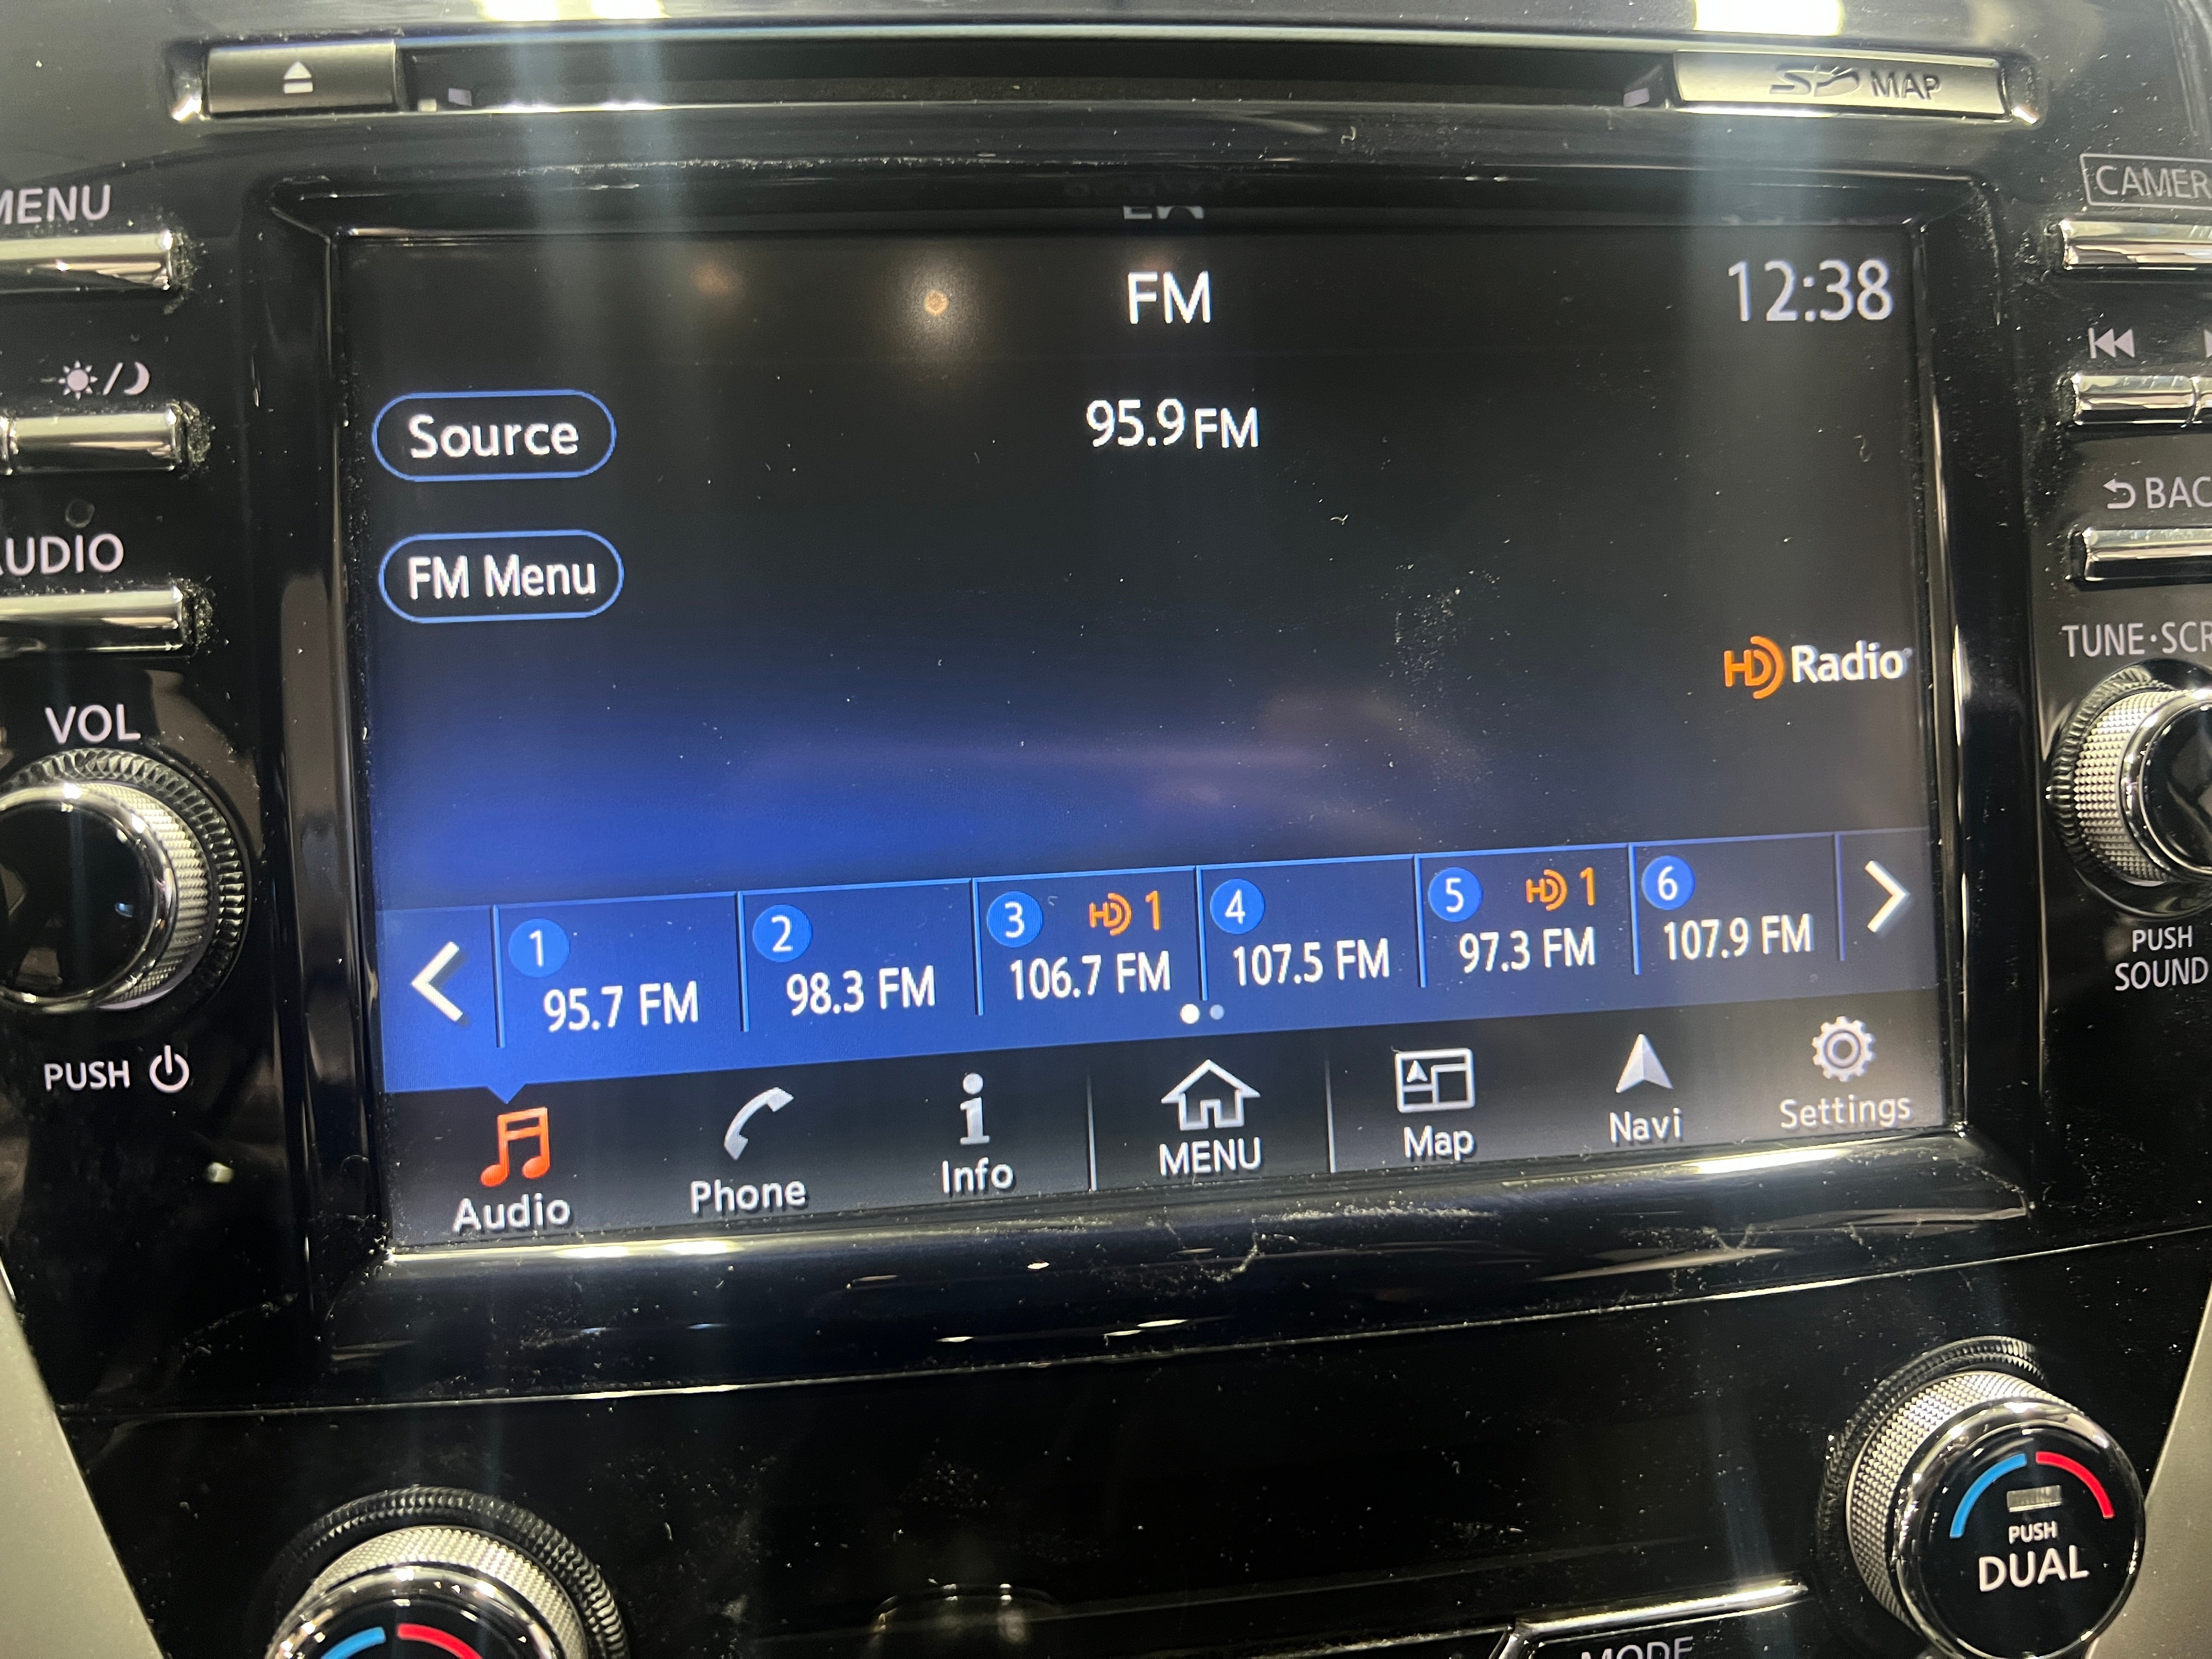 SD MAP
MENU
CAMER
FM
12:38
Source
95.9 FM
BAC
AUDIO
FM Menu
TUNE·SCR
HD Radio
VOL
1
95.7 FM
2
98.3 FM
3 HD 1
106.7 FM
4
107.5 FM
5 HD 1
97.3 FM
6
107.9 FM
PUSH
SOUND
PUSH
Audio
Phone
Info
MENU
Map
Navi
Settings
PUSH
DUAL
MODE